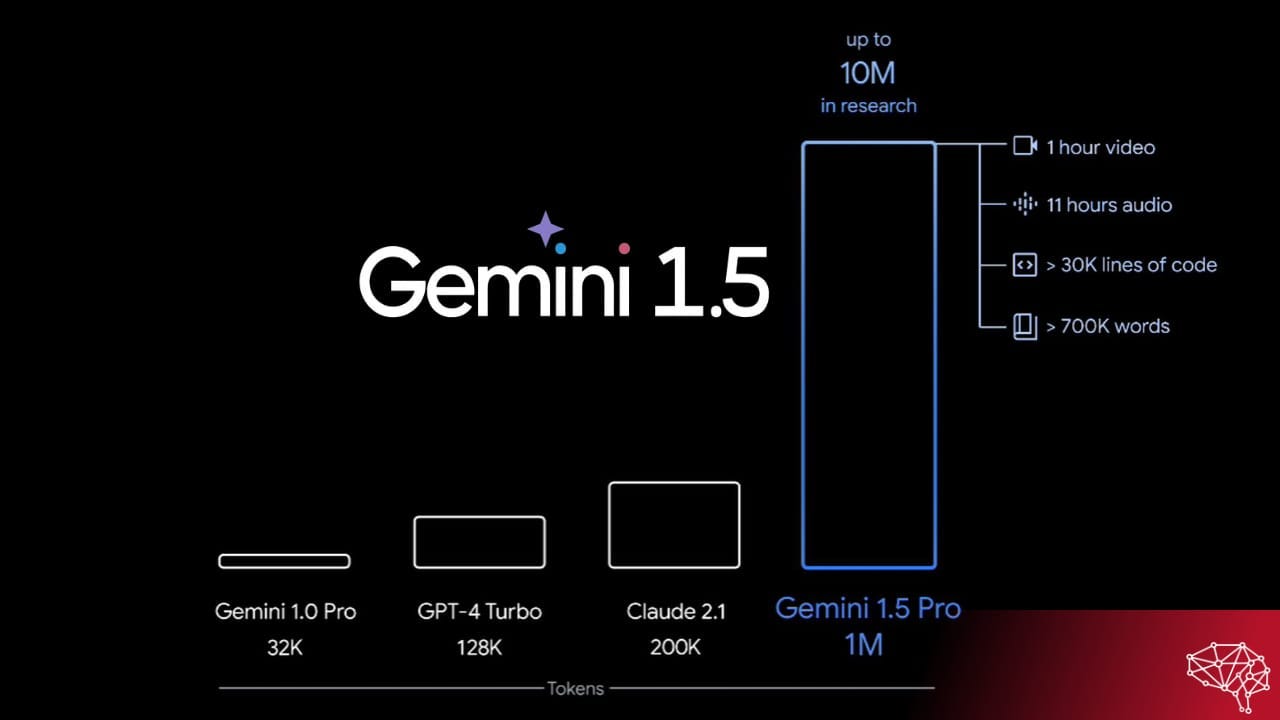 up to
10M
in research
1 hour video
11 hours audio
> 30K lines of code
> 700K words
Gemini 1.5
Gemini 1.0 Pro
32K
GPT-4 Turbo
128K
Claude 2.1
200K
Gemini 1.5 Pro
1M
Tokens